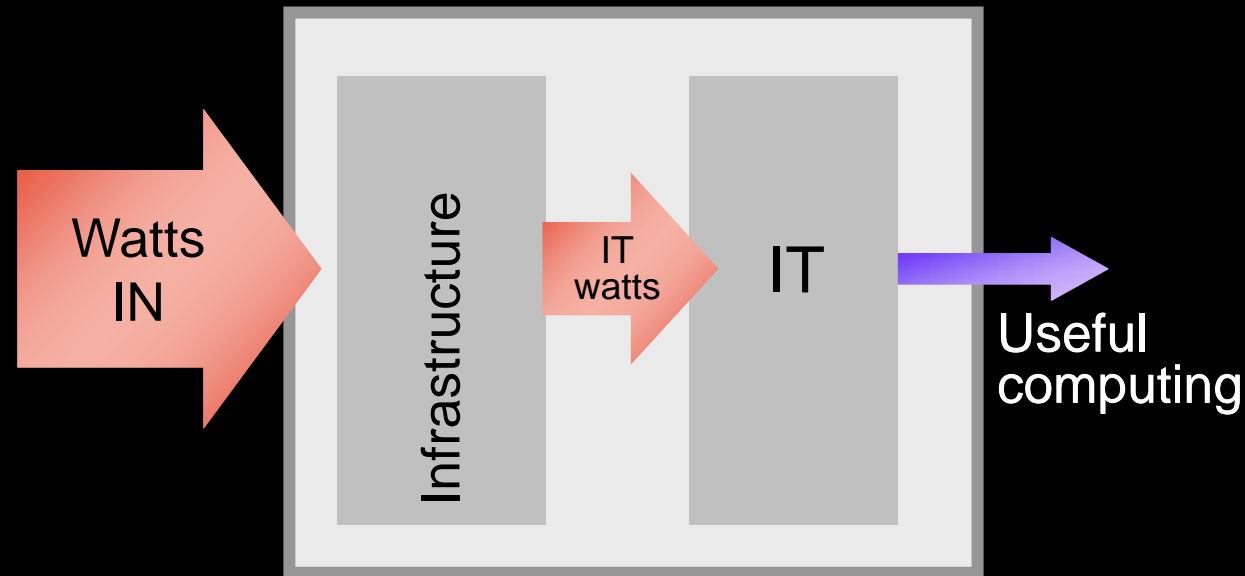 Watts
IN
Infrastructure
IT
watts
IT
Useful
computing